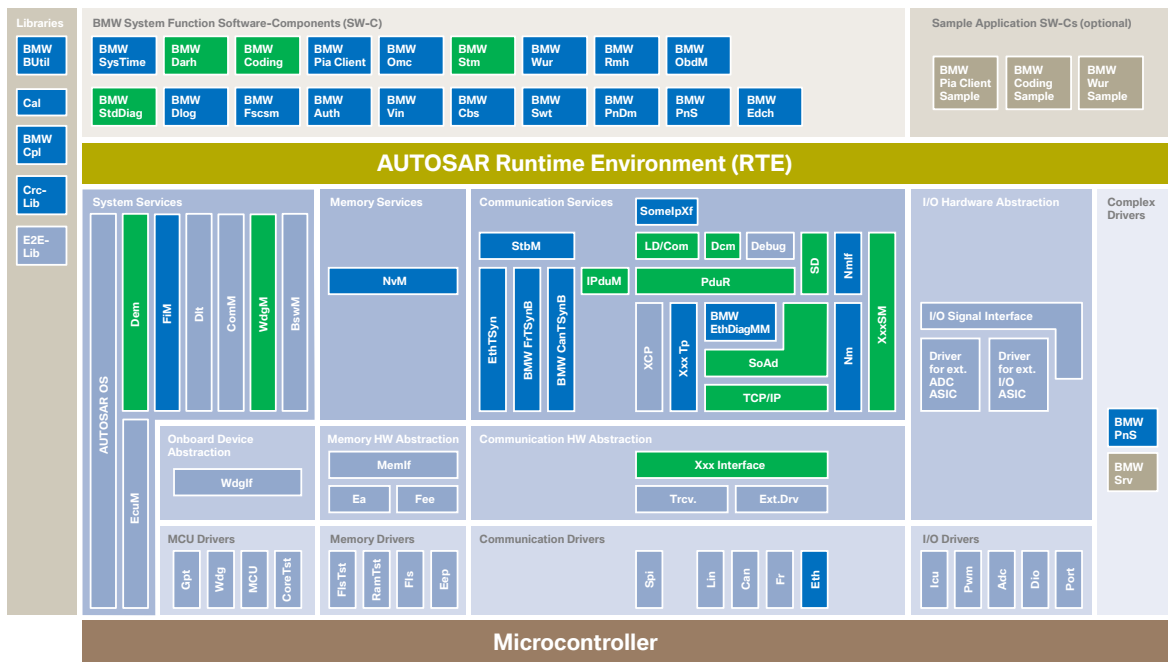 Libraries
BMW
BUtil
Cal
BMW
Cpl
Crc-
Lib
E2E-
Lib
BMW System Function Software-Components (SW-C)
BMW
SysTime
BMW
Darh
BMW
Coding
BMW
Pia Client
BMW
Omc
BMW
Stm
BMW
Wur
BMW
Rmh
BMW
ObdM
BMW
StdDiag
BMW
Dlog
BMW
Fscsm
BMW
Auth
BMW
Vin
BMW
Cbs
BMW
Swt
BMW
PnDm
BMW
PnS
BMW
Edch
Sample Application SW-Cs (optional)
BMW
Pia Client
Sample
BMW
Coding
Sample
BMW
Wur
Sample
AUTOSAR Runtime Environment (RTE)
System Services
AUTOSAR OS
Dem
FiM
Dlt
ComM
WdgM
BswM
EcuM
Memory Services
NvM
Communication Services
SomeIpXf
StbM
LD/Com
Dcm
Debug
SD
NmIf
XxxSM
EthTSyn
BMW FrTSynB
BMW CanTSynB
IPduM
PduR
XCP
Xxx Tp
BMW
EthDiagMM
SoAd
TCP/IP
Nm
I/O Hardware Abstraction
I/O Signal Interface
Driver
for ext.
ADC
ASIC
Driver
for ext.
I/O
ASIC
Complex
Drivers
BMW
PnS
BMW
Srv
Onboard Device
Abstraction
WdgIf
Memory HW Abstraction
MemIf
Ea
Fee
Communication HW Abstraction
Xxx Interface
Trcv.
Ext.Drv
MCU Drivers
Gpt
Wdg
MCU
CoreTst
Memory Drivers
FlsTst
RamTst
Fls
Eep
Communication Drivers
Spi
Lin
Can
Fr
Eth
I/O Drivers
Icu
Pwm
Adc
Dio
Port
Microcontroller